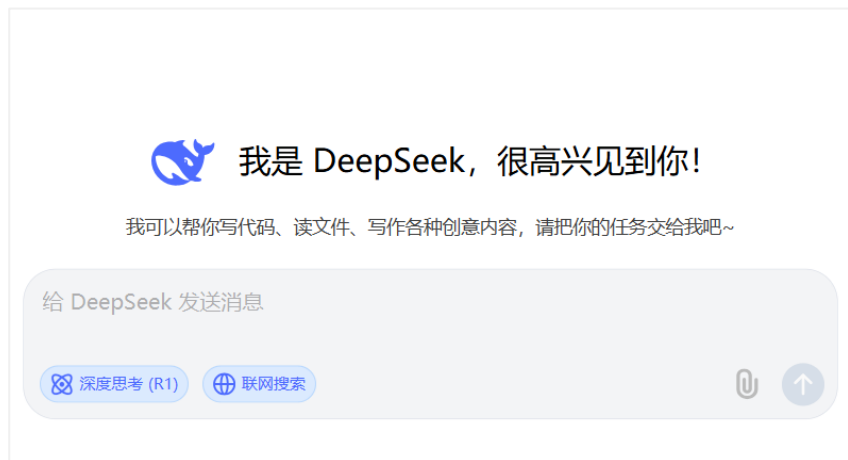 我是 DeepSeek，很高兴见到你！
我可以帮你写代码、读文件、写作各种创意内容，请把你的任务交给我吧~
给 DeepSeek 发送消息
深度思考 (R1)
联网搜索